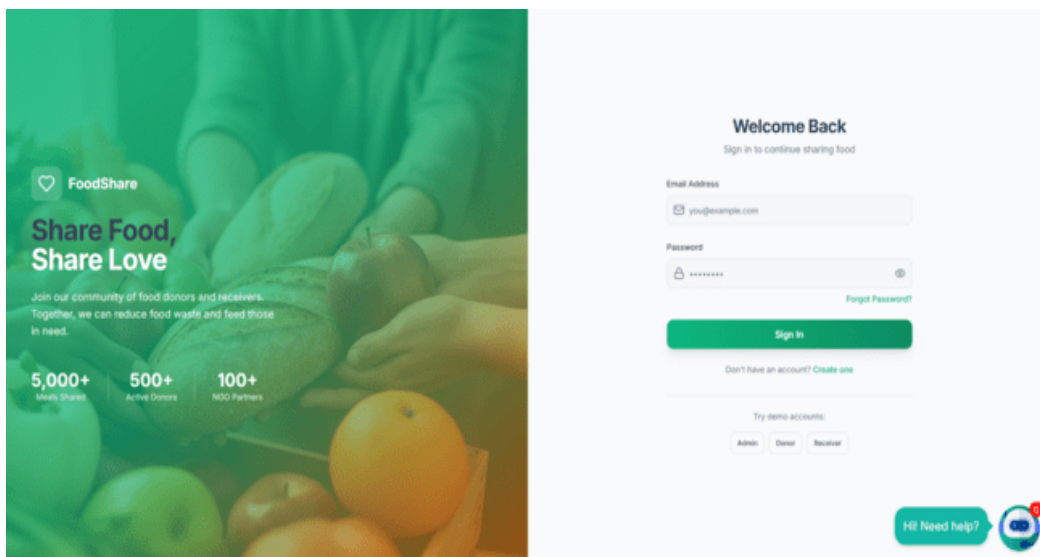 FoodShare
Share Food,
Share Love
Join our community of food donors and receivers.
Together, we can reduce food waste and feed those
in need.
5,000+ 500+ 100+
Meals Shared Active Donors NGO Partners
Welcome Back
Sign in to continue sharing food
Email Address
you@example.com
Password
••••••••
Forgot Password?
Sign In
Don't have an account? Create one
Try demo accounts:
Admin Donor Receiver
Hi! Need help?